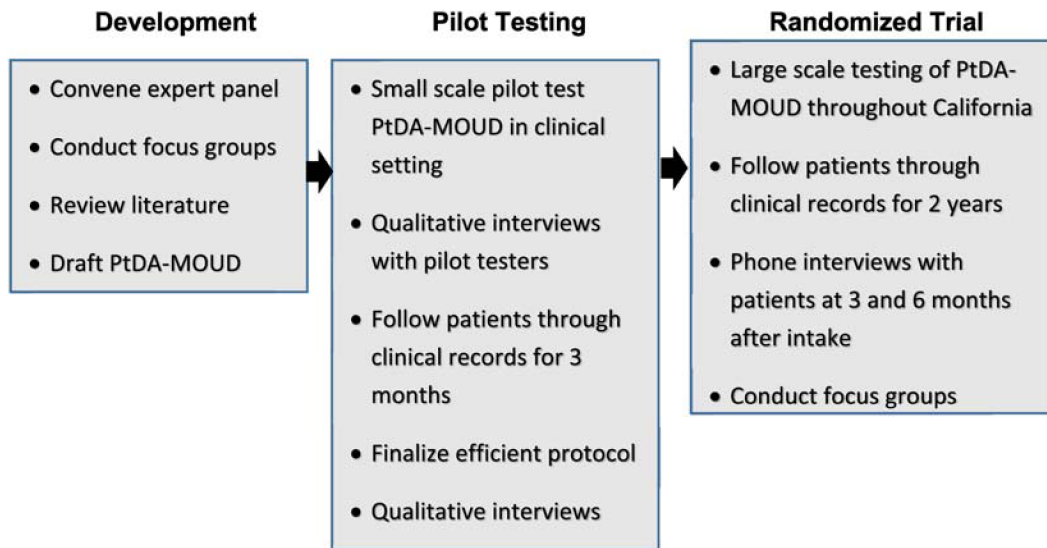 Development
• Convene expert panel
• Conduct focus groups
• Review literature
• Draft PtDA-MOUD
Pilot Testing
• Small scale pilot test
PtDA-MOUD in clinical
setting
• Qualitative interviews
with pilot testers
• Follow patients through
clinical records for 3
months
• Finalize efficient protocol
• Qualitative interviews
Randomized Trial
• Large scale testing of PtDA-
MOUD throughout California
• Follow patients through
clinical records for 2 years
• Phone interviews with
patients at 3 and 6 months
after intake
• Conduct focus groups